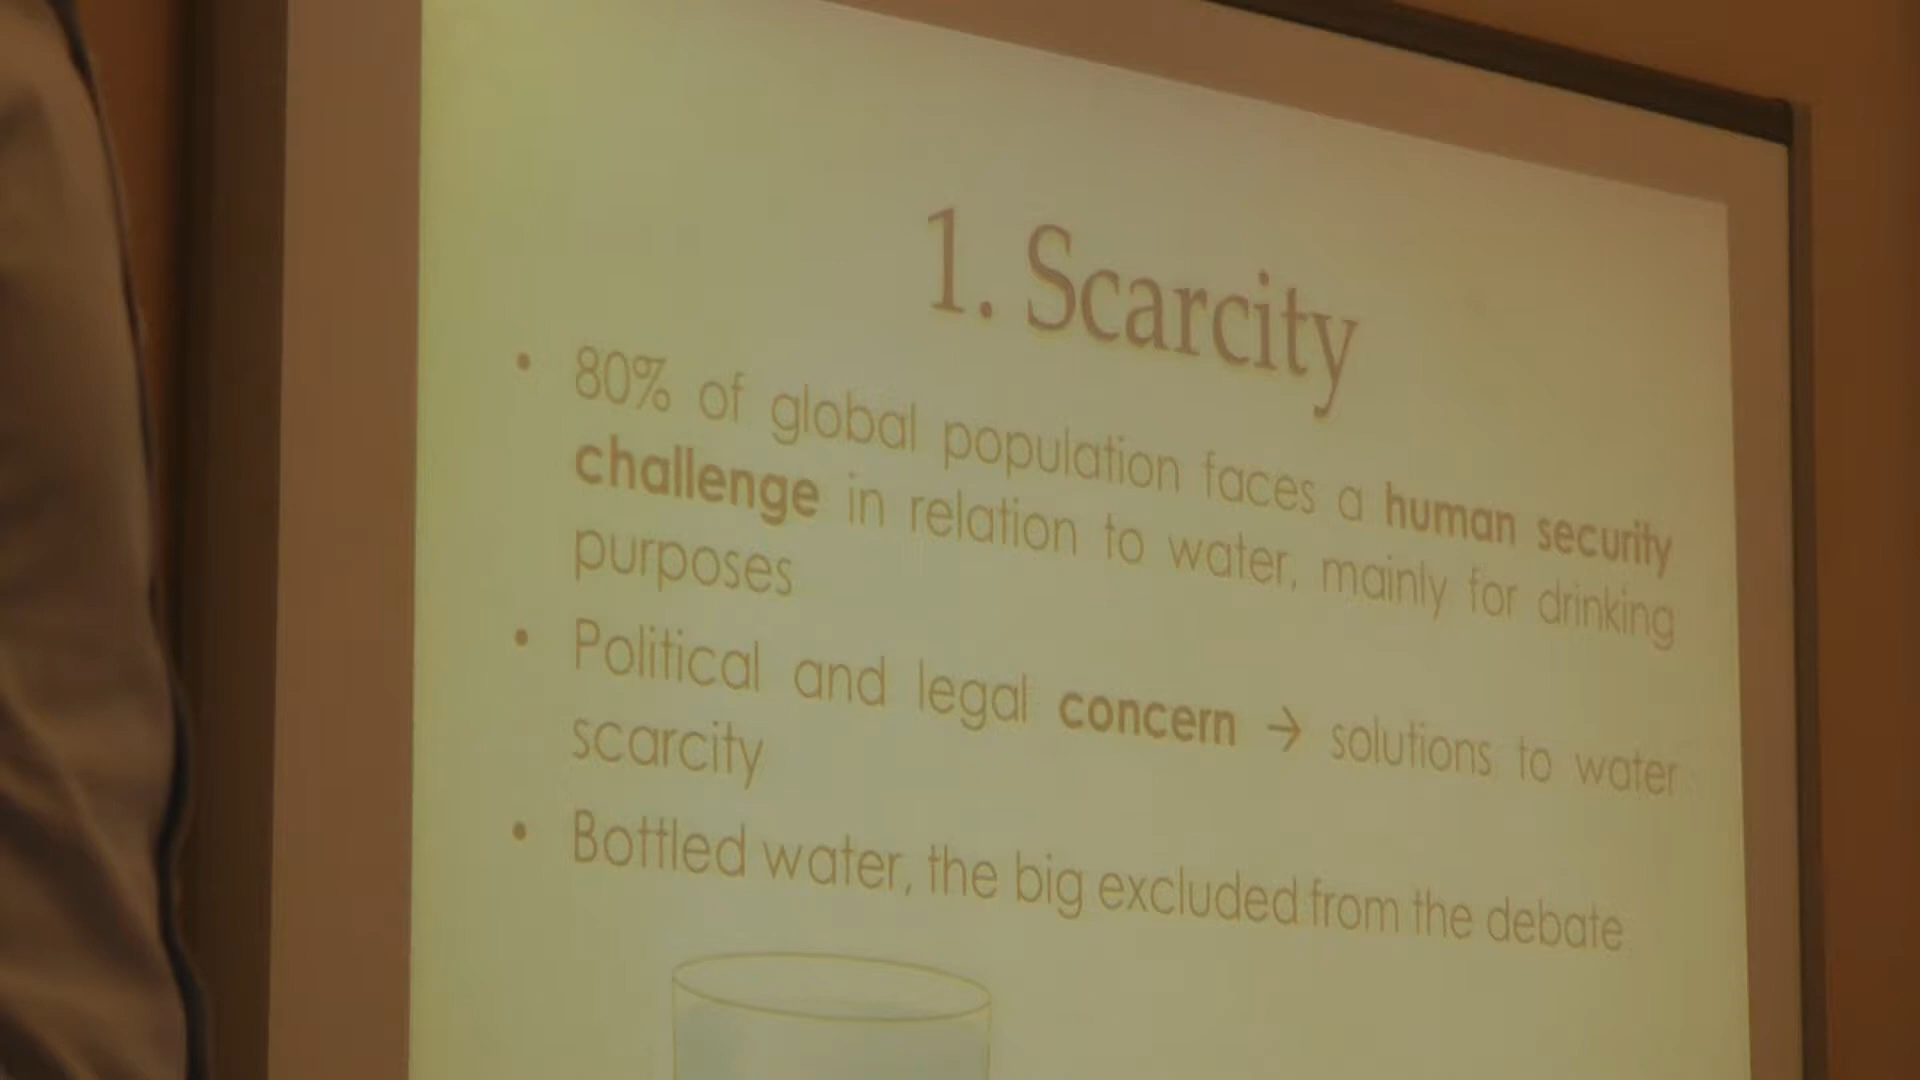 1. Scarcity
• 80% of global population faces a human security
challenge in relation to water, mainly for drinking
purposes
• Political and legal concern → solutions to water
scarcity
• Bottled water, the big excluded from the debate